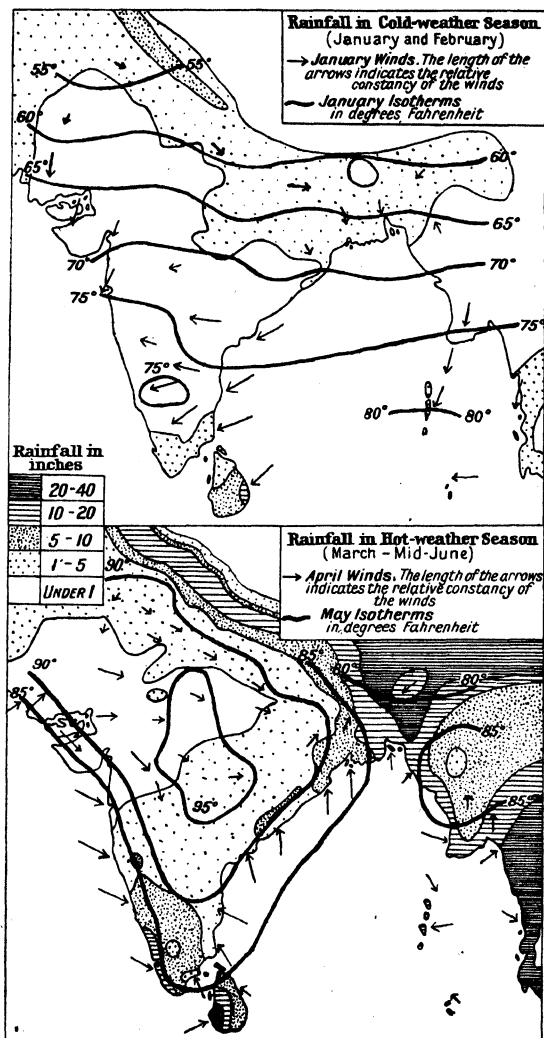 Rainfall in Cold-weather Season
(January and February)
January Winds. The length of the
arrows indicates the relative
constancy of the winds
January Isotherms
in degrees, Fahrenheit
55°
55°
60°
60°
65°
65°
70°
70°
75°
75°
75°
80°
80°
Rainfall in
inches
20-40
10-20
5-10
1-5
UNDER 1
Rainfall in Hot-weather Season
(March - Mid-June)
April Winds. The length of the arrows
indicates the relative constancy of
the winds
May Isotherms
in degrees Fahrenheit
90°
90°
85°
85°
80°
80°
85°
95°
85°